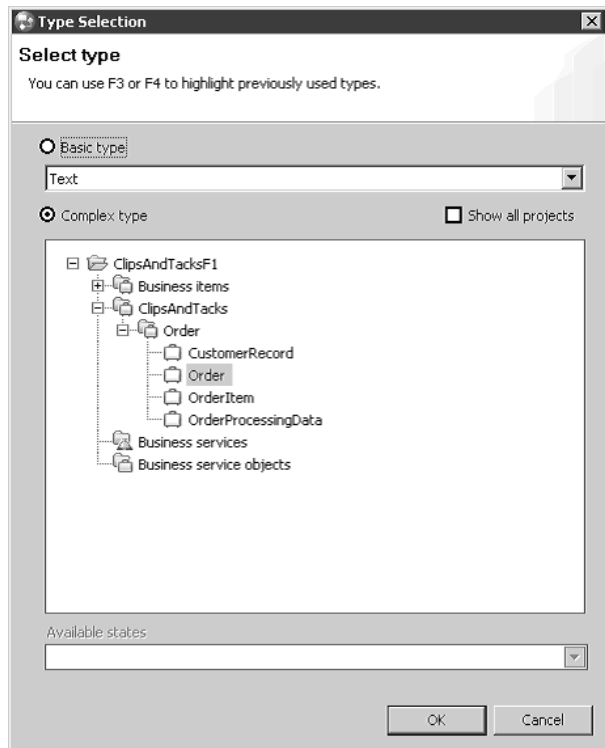 Type Selection
Select type
You can use F3 or F4 to highlight previously used types.
Basic type
Text
Complex type
Show all projects
ClipsAndTacksF1
Business items
ClipsAndTacks
Order
CustomerRecord
Order
OrderItem
OrderProcessingData
Business services
Business service objects
Available states
OK
Cancel